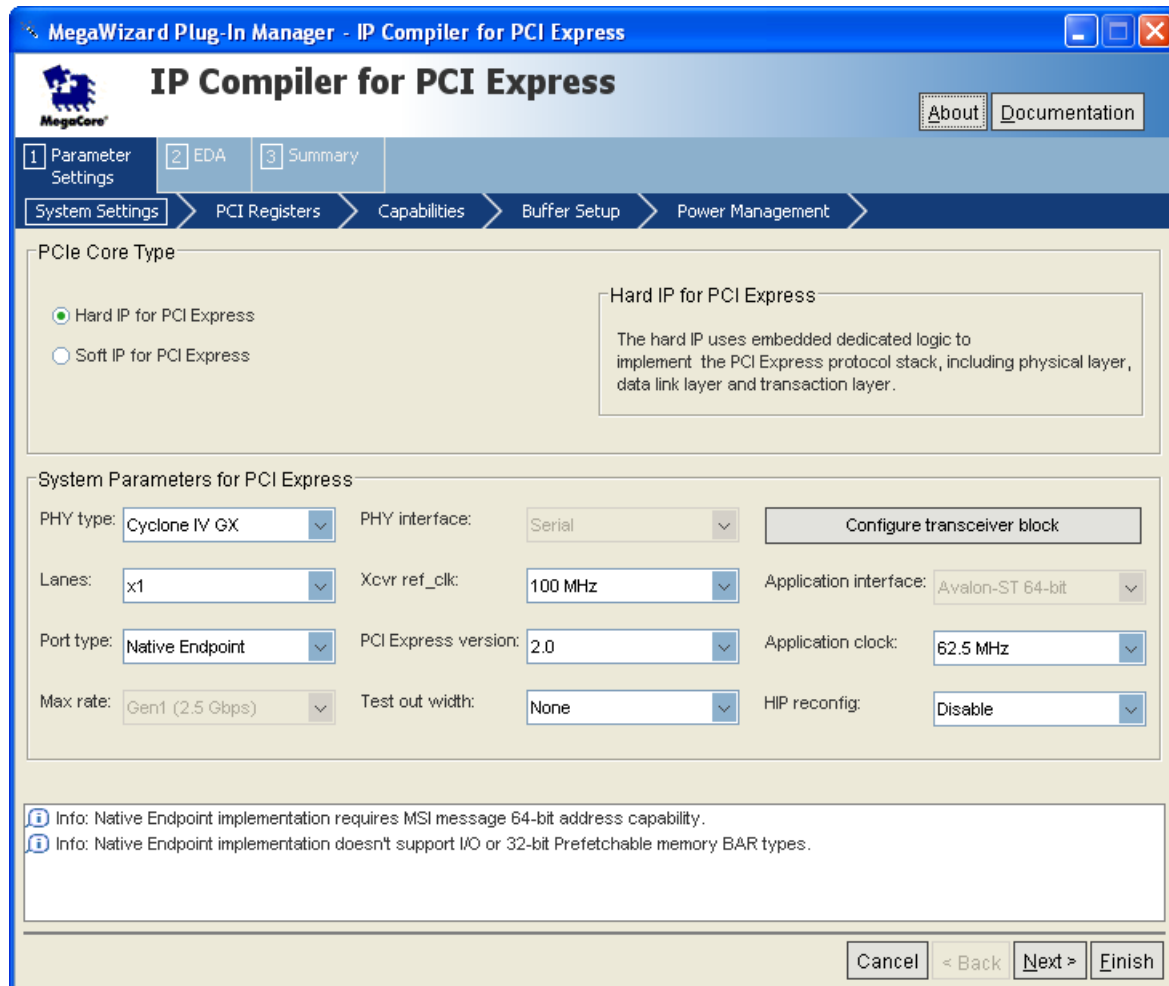 MegaWizard Plug-In Manager - IP Compiler for PCI Express
IP Compiler for PCI Express
MegaCore®
About
Documentation
1 Parameter Settings
2 EDA
3 Summary
System Settings
PCI Registers
Capabilities
Buffer Setup
Power Management
PCIe Core Type
Hard IP for PCI Express
Soft IP for PCI Express
Hard IP for PCI Express
The hard IP uses embedded dedicated logic to
implement the PCI Express protocol stack, including physical layer,
data link layer and transaction layer.
System Parameters for PCI Express
PHY type: Cyclone IV GX
PHY interface: Serial
Configure transceiver block
Lanes: x1
Xcvr ref_clk: 100 MHz
Application interface: Avalon-ST 64-bit
Port type: Native Endpoint
PCI Express version: 2.0
Application clock: 62.5 MHz
Max rate: Gen1 (2.5 Gbps)
Test out width: None
HIP reconfig: Disable
Info: Native Endpoint implementation requires MSI message 64-bit address capability.
Info: Native Endpoint implementation doesn't support I/O or 32-bit Prefetchable memory BAR types.
Cancel
< Back
Next >
Finish